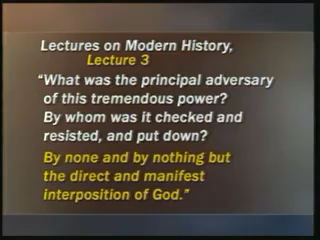 Lectures on Modern History,
Lecture 3
“What was the principal adversary
of this tremendous power?
By whom was it checked and
resisted, and put down?
By none and by nothing but
the direct and manifest
interposition of God.”